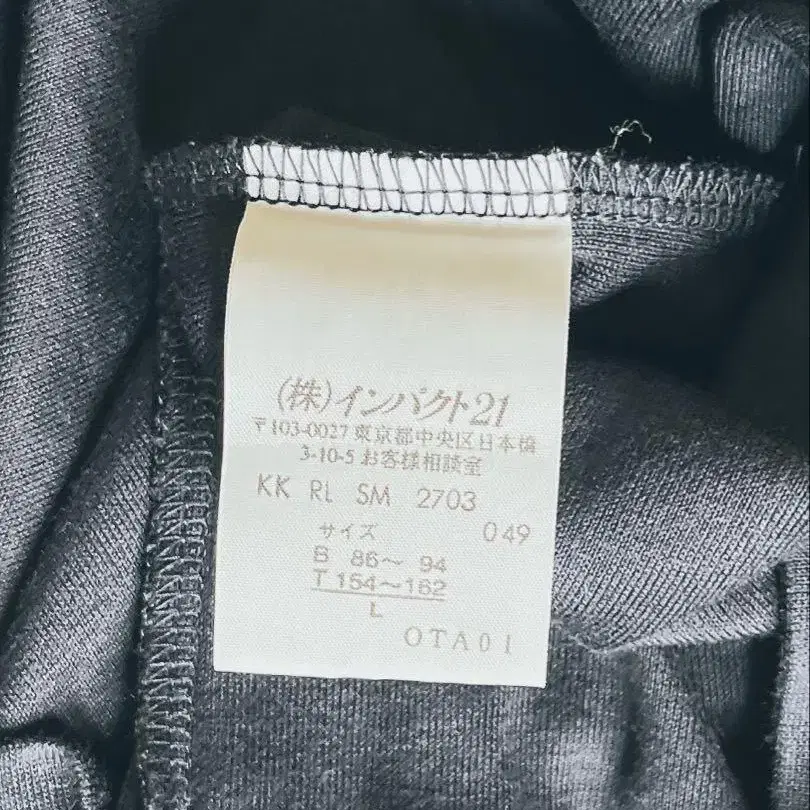 (株)インパクト21
〒103-0027 東京都中央区日本橋
3-10-5 お客様相談室
KK RL SM 2703
サイズ 049
B 86～ 94
T 154～162
L
OTA01